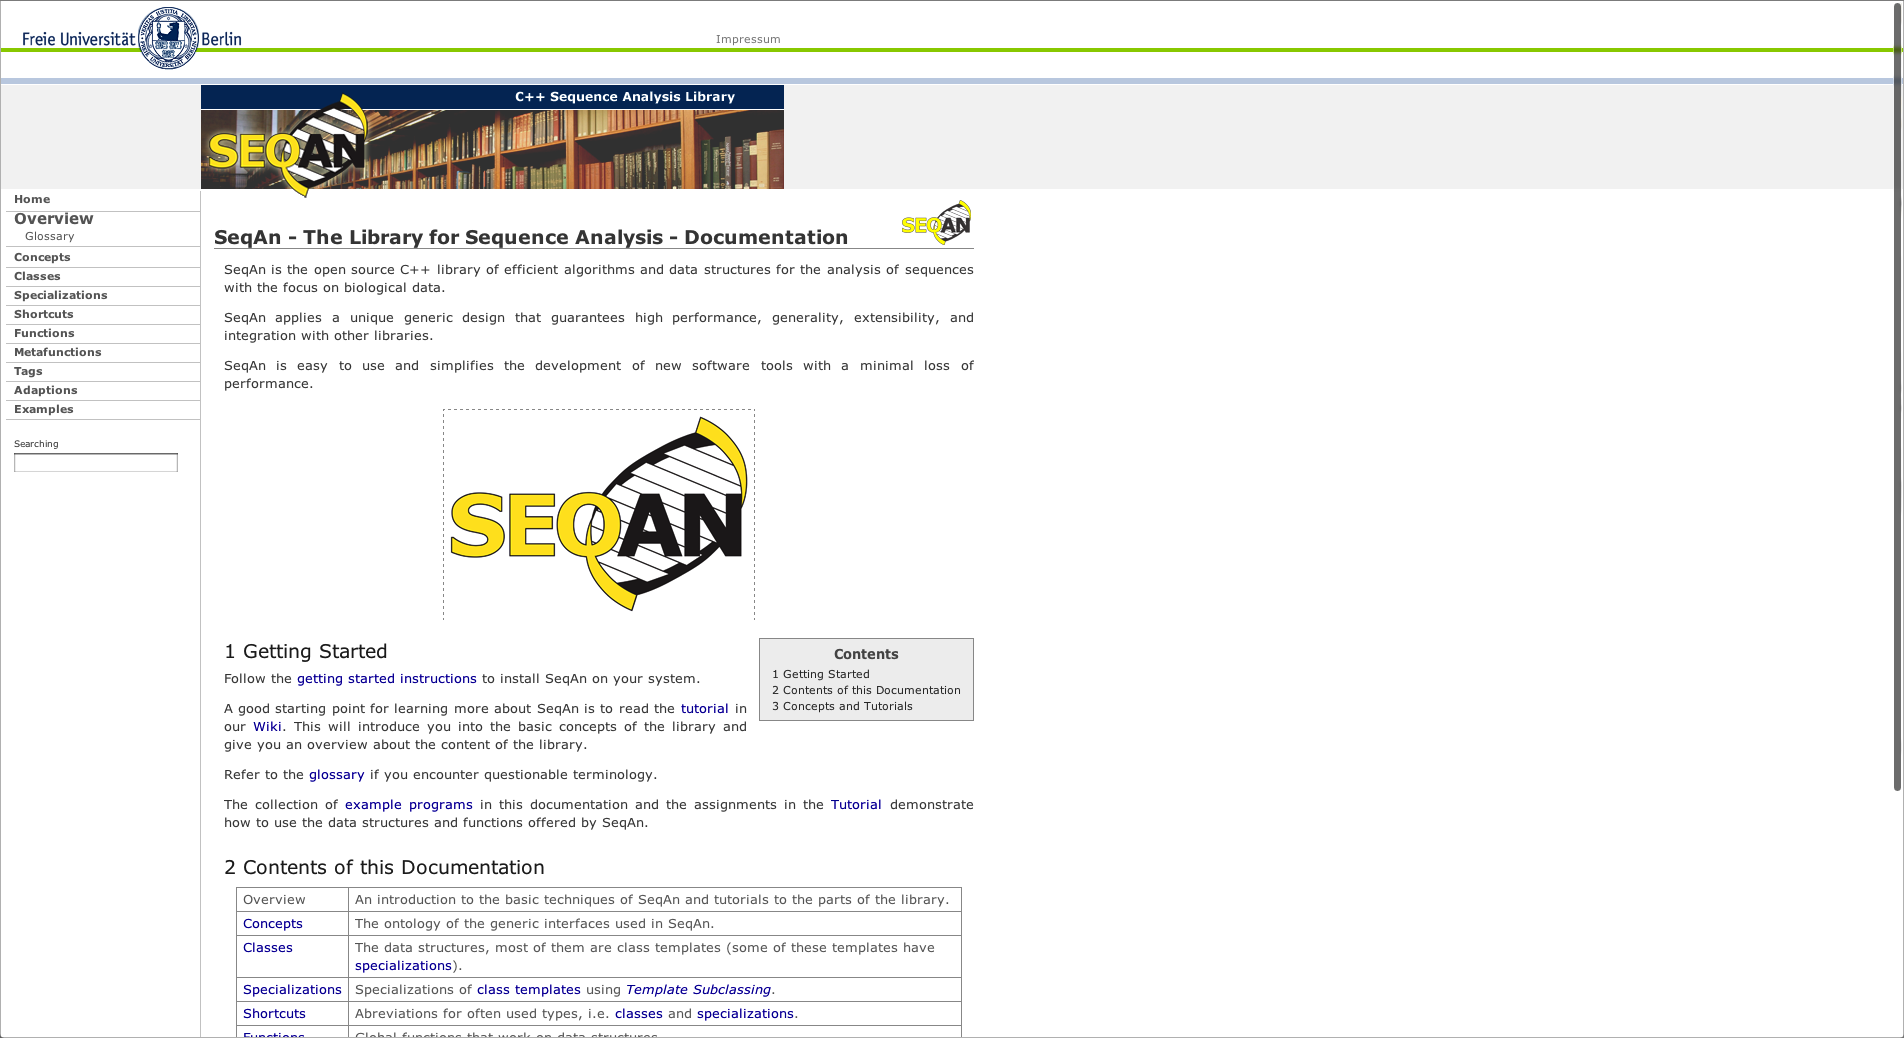 Freie Universität Berlin
Impressum
C++ Sequence Analysis Library
SEQAN
Home
Overview
Glossary
Concepts
Classes
Specializations
Shortcuts
Functions
Metafunctions
Tags
Adaptions
Examples
Searching
SEQAN
SeqAn - The Library for Sequence Analysis - Documentation
SeqAn is the open source C++ library of efficient algorithms and data structures for the analysis of sequences
with the focus on biological data.
SeqAn applies a unique generic design that guarantees high performance, generality, extensibility, and
integration with other libraries.
SeqAn is easy to use and simplifies the development of new software tools with a minimal loss of
performance.
SEQAN
1 Getting Started
Follow the getting started instructions to install SeqAn on your system.
A good starting point for learning more about SeqAn is to read the tutorial in
our Wiki. This will introduce you into the basic concepts of the library and
give you an overview about the content of the library.
Contents
1 Getting Started
2 Contents of this Documentation
3 Concepts and Tutorials
Refer to the glossary if you encounter questionable terminology.
The collection of example programs in this documentation and the assignments in the Tutorial demonstrate
how to use the data structures and functions offered by SeqAn.
2 Contents of this Documentation
Overview An introduction to the basic techniques of SeqAn and tutorials to the parts of the library.
Concepts The ontology of the generic interfaces used in SeqAn.
Classes The data structures, most of them are class templates (some of these templates have
specializations).
Specializations Specializations of class templates using Template Subclassing.
Shortcuts Abreviations for often used types, i.e. classes and specializations.
Functions Global functions that work on data structures.